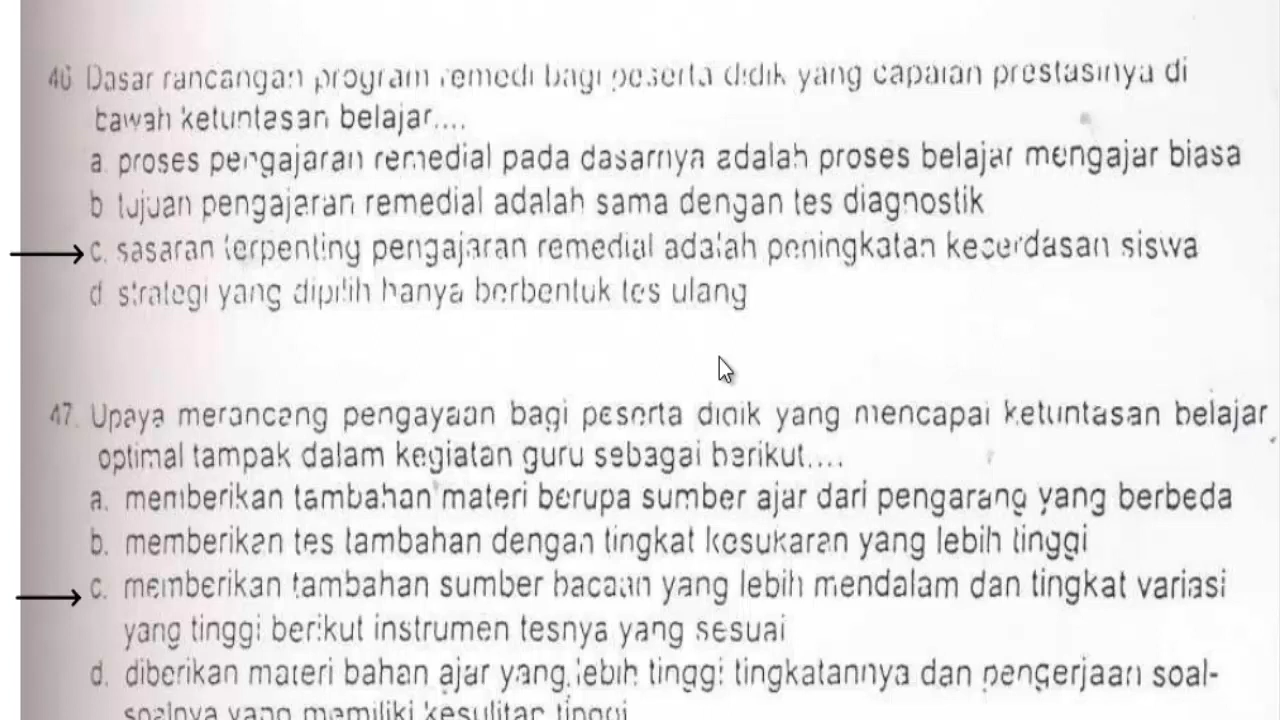 46 Dasar rancangan program remedi bagi peserta didik yang capaian prestasinya di
bawah ketuntasan belajar....
a. proses pengajaran remedial pada dasarnya adalah proses belajar mengajar biasa
b tujuan pengajaran remedial adalah sama dengan tes diagnostik
c. sasaran terpenting pengajaran remedial adalah peningkatan kecerdasan siswa
d. strategi yang dipilih hanya berbentuk tes ulang
47. Upaya merancang pengayaan bagi peserta didik yang mencapai ketuntasan belajar
optimal tampak dalam kegiatan guru sebagai berikut....
a. memberikan tambahan materi berupa sumber ajar dari pengarang yang berbeda
b. memberikan tes tambahan dengan tingkat kesukaran yang lebih tinggi
c. memberikan tambahan sumber bacaan yang lebih mendalam dan tingkat variasi
yang tinggi berikut instrumen tesnya yang sesuai
d. diberikan materi bahan ajar yang lebih tinggi tingkatannya dan pengerjaan soal-
soalnya yang memiliki kesulitan tinggi